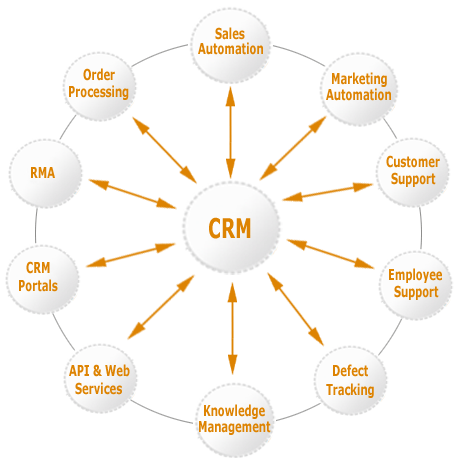 Sales
Automation
Order
Processing
Marketing
Automation
RMA
Customer
Support
CRM
CRM
Portals
Employee
Support
API & Web
Services
Defect
Tracking
Knowledge
Management